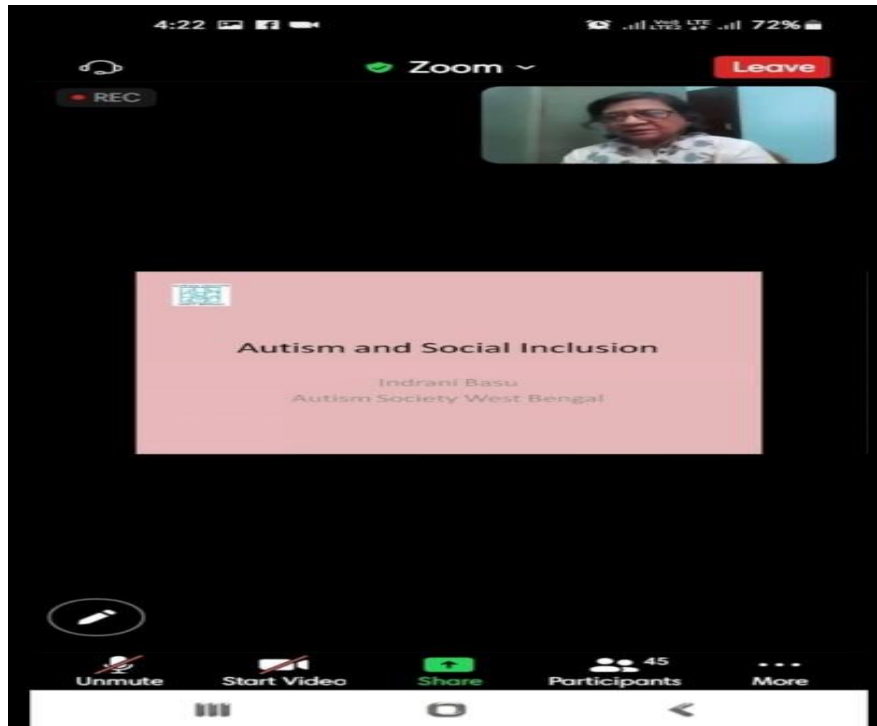 4:22 72%
Zoom Leave
REC
Autism and Social Inclusion
Indrani Basu
Autism Society West Bengal
45
Unmute Start Video Share Participants More